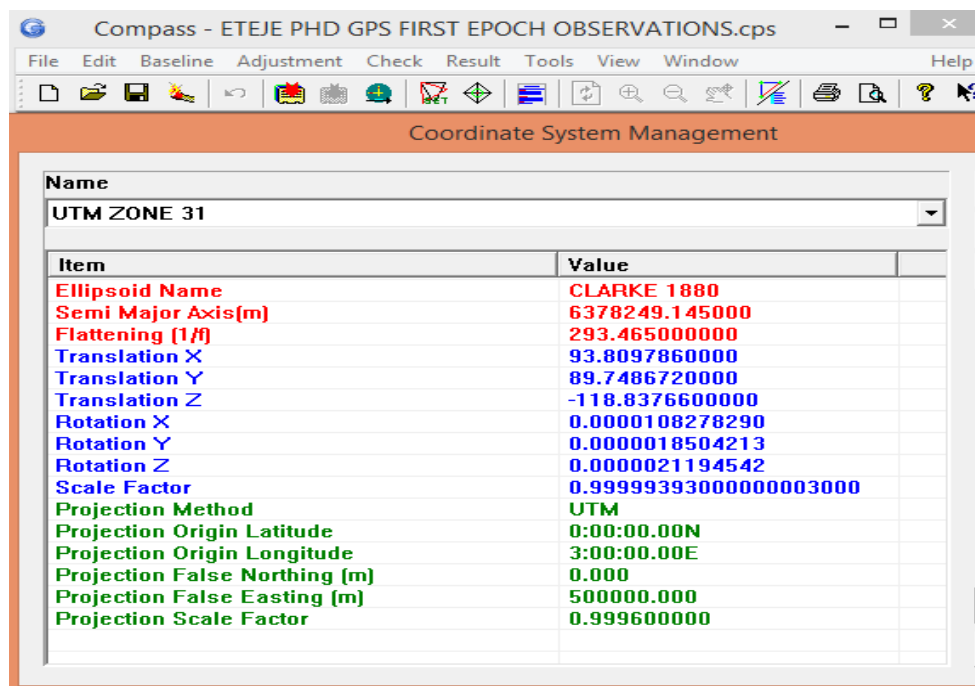 Compass - ETEJE PHD GPS FIRST EPOCH OBSERVATIONS.cps
File Edit Baseline Adjustment Check Result Tools View Window Help
Coordinate System Management
Name
UTM ZONE 31
Item Value
Ellipsoid Name CLARKE 1880
Semi Major Axis(m) 6378249.145000
Flattening (1/f) 293.465000000
Translation X 93.8097860000
Translation Y 89.7486720000
Translation Z -118.8376600000
Rotation X 0.0000108278290
Rotation Y 0.0000018504213
Rotation Z 0.0000021194542
Scale Factor 0.99999393000000003000
Projection Method UTM
Projection Origin Latitude 0:00:00.00N
Projection Origin Longitude 3:00:00.00E
Projection False Northing (m) 0.000
Projection False Easting (m) 500000.000
Projection Scale Factor 0.999600000